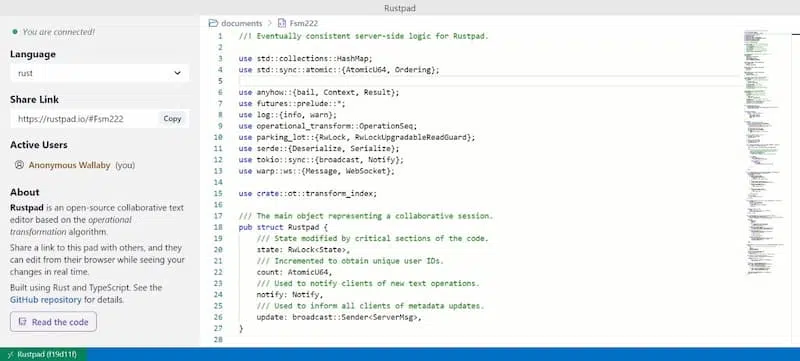 Rustpad
You are connected!
Language
rust
Share Link
https://rustpad.io/#Fsm222
Copy
Active Users
Anonymous Wallaby (you)
About
Rustpad is an open-source collaborative text
editor based on the operational
transformation algorithm.
Share a link to this pad with others, and they
can edit from their browser while seeing your
changes in real time.
Built using Rust and TypeScript. See the
GitHub repository for details.
Read the code
documents > Fsm222
1 //! Eventually consistent server-side logic for Rustpad.
2
3 use std::collections::HashMap;
4 use std::sync::atomic::{AtomicU64, Ordering};
5
6 use anyhow::{bail, Context, Result};
7 use futures::prelude::*;
8 use log::{info, warn};
9 use operational_transform::OperationSeq;
10 use parking_lot::{RwLock, RwLockUpgradableReadGuard};
11 use serde::{Deserialize, Serialize};
12 use tokio::sync::{broadcast, Notify};
13 use warp::ws::{Message, WebSocket};
14
15 use crate::ot::transform_index;
16
17 /// The main object representing a collaborative session.
18 pub struct Rustpad {
19 /// State modified by critical sections of the code.
20 state: RwLock<State>,
21 /// Incremented to obtain unique user IDs.
22 count: AtomicU64,
23 /// Used to notify clients of new text operations.
24 notify: Notify,
25 /// Used to inform all clients of metadata updates.
26 update: broadcast::Sender<ServerMsg>,
27 }
28
Rustpad (f19d11f)